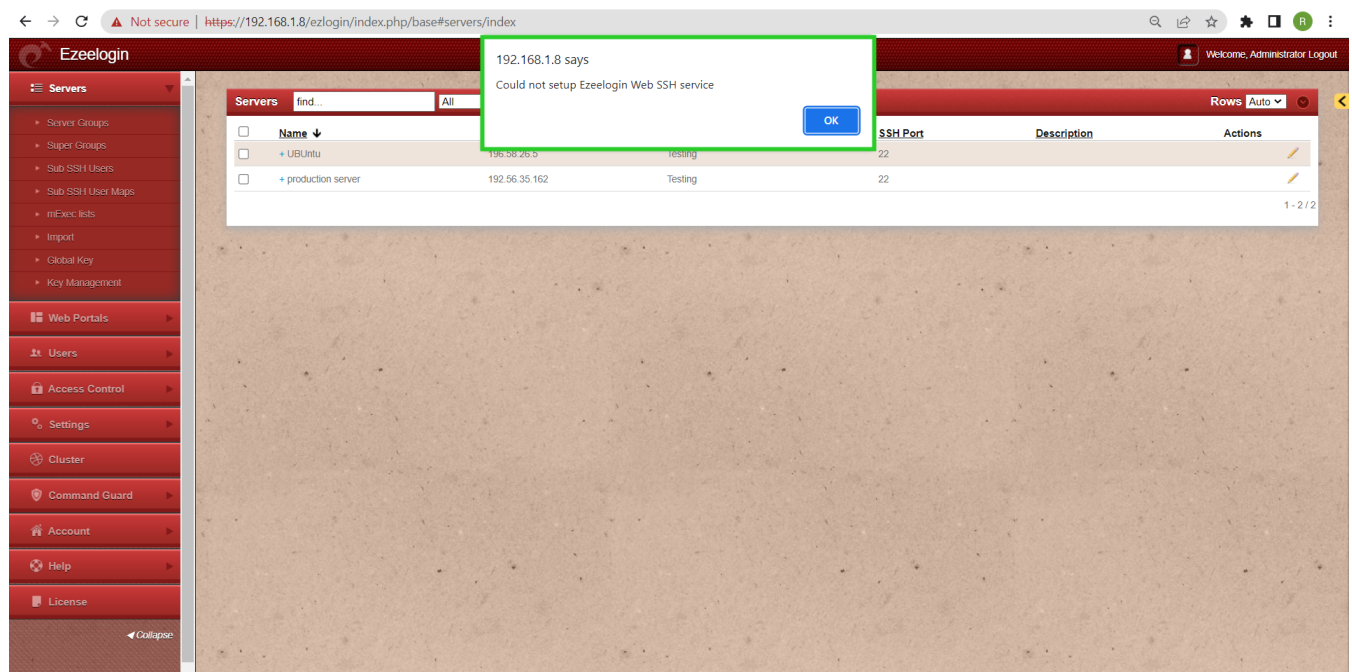 Not secure | https://192.168.1.8/ezlogin/index.php/base#servers/index
R
Ezeelogin
Welcome, Administrator Logout
192.168.1.8 says
Could not setup Ezeelogin Web SSH service
OK
Servers
Server Groups
Super Groups
Sub SSH Users
Sub SSH User Maps
mExec lists
Import
Global Key
Key Management
Web Portals
Users
Access Control
Settings
Cluster
Command Guard
Account
Help
License
Collapse
Servers find... All Rows Auto
Name SSH Port Description Actions
+ UBUntu 196.58.26.5 Testing 22
+ production server 192.56.35.162 Testing 22
1 - 2 / 2